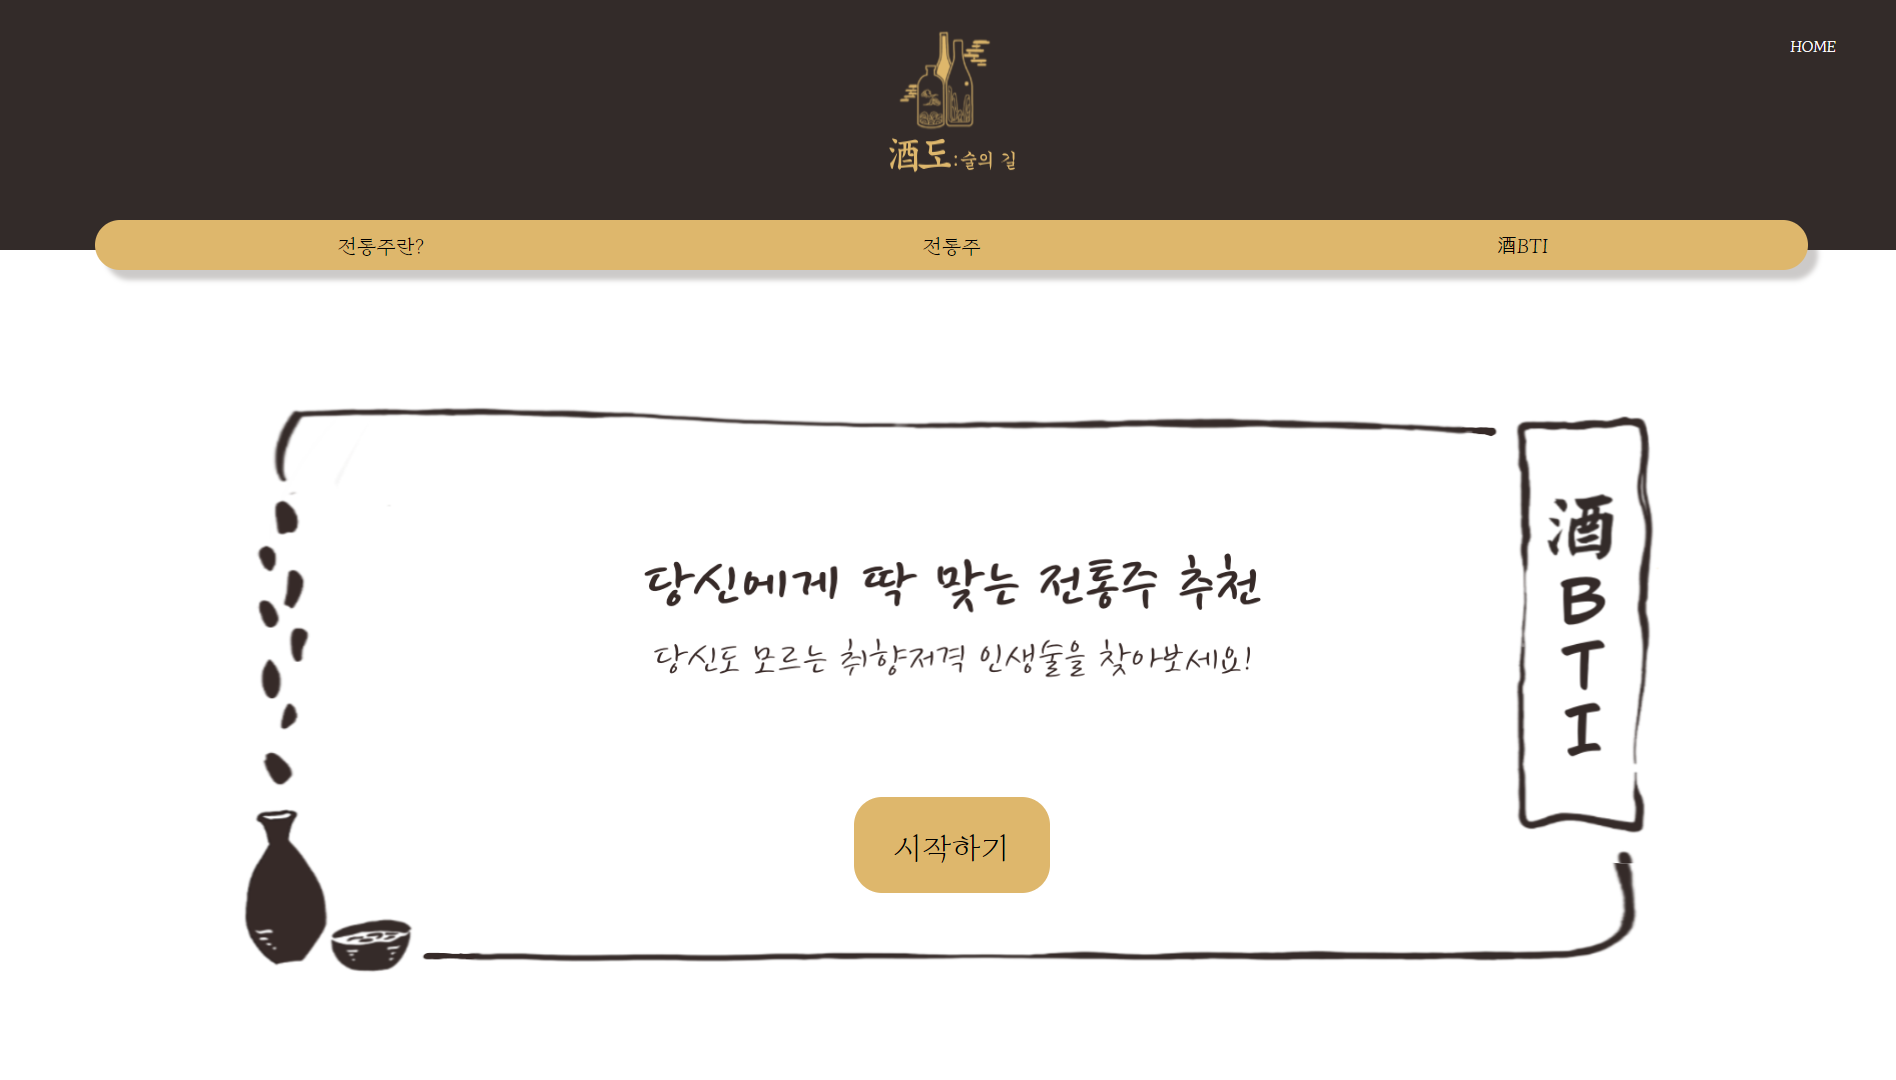 HOME
酒도:술의 길
전통주란?
전통주
酒BTI
당신에게 딱 맞는 전통주 추천
당신도 모르는 취향저격 인생술을 찾아보세요!
시작하기
酒
B
T
I